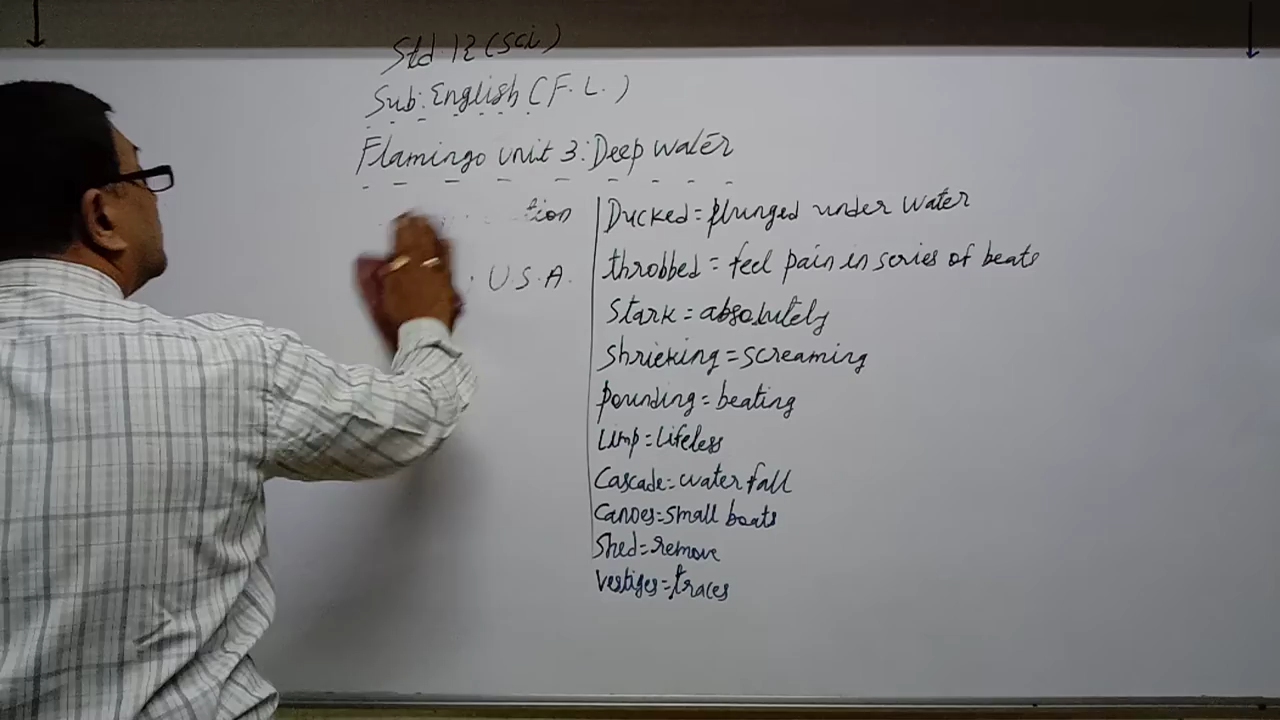 Std 12 (Sci)
Sub: English (F. L.)
Flamingo Unit 3: Deep Water
tion
U.S.A.
Ducked = plunged under water
throbbed = feel pain in series of beats
Stark = absolutely
Shrieking = screaming
Pounding = beating
Limp = lifeless
Cascade = water fall
Canoes = small boats
Shed = remove
Vestiges = traces